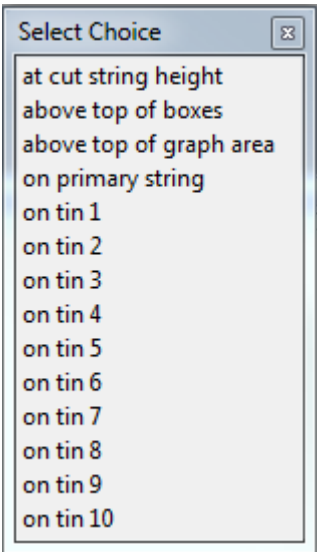 Select Choice
at cut string height
above top of boxes
above top of graph area
on primary string
on tin 1
on tin 2
on tin 3
on tin 4
on tin 5
on tin 6
on tin 7
on tin 8
on tin 9
on tin 10